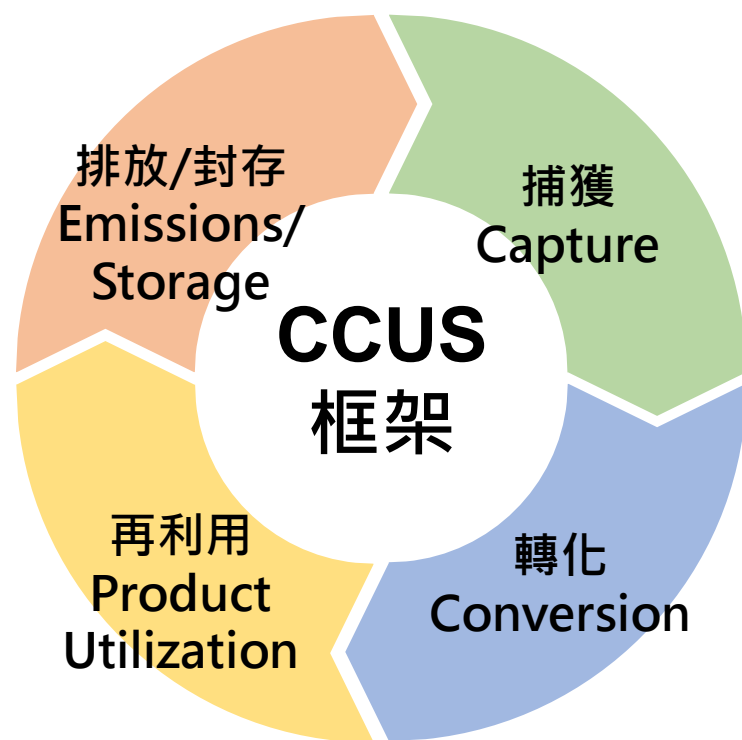 排放/封存
Emissions/
Storage
捕獲
Capture
CCUS
框架
再利用
Product
Utilization
轉化
Conversion